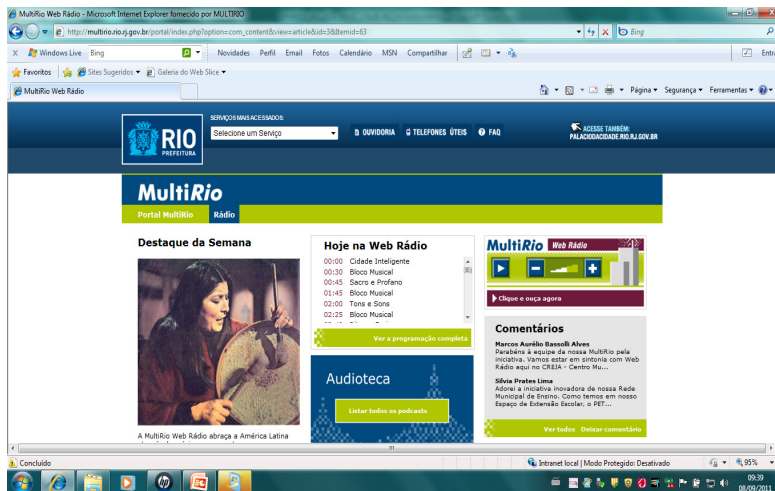 MultiRio Web Rádio - Microsoft Internet Explorer fornecido por MULTIRIO
http://multirio.rio.rj.gov.br/portal/index.php?option=com_content&view=article&id=3&Itemid=63
Bing
X Windows Live Bing Novidades Perfil Email Fotos Calendário MSN Compartilhar Entra
Favoritos Sites Sugeridos Galeria do Web Slice
MultiRio Web Rádio
Página Segurança Ferramentas
SERVIÇOS MAIS ACESSADOS:
Selecione um Serviço
RIO
PREFEITURA
OUVIDORIA TELEFONES ÚTEIS FAQ
ACESSE TAMBÉM:
PALACIODACIDADE.RIO.RJ.GOV.BR
MultiRio
Portal MultiRio Rádio
Destaque da Semana
A MultiRio Web Rádio abraça a América Latina
Hoje na Web Rádio
00:00 Cidade Inteligente
00:30 Bloco Musical
00:45 Sacro e Profano
01:45 Bloco Musical
02:00 Tons e Sons
02:25 Bloco Musical
Ver a programação completa
Audioteca
Listar todos os podcasts
MultiRio Web Rádio
Clique e ouça agora
Comentários
Marcos Aurélio Bassolli Alves
Parabéns à equipe da nossa MultiRio pela
iniciativa. Vamos estar em sintonia com Web
Rádio aqui no CREJA - Centro Mu...
Silvia Prates Lima
Adorei a iniciativa inovadora de nossa Rede
Municipal de Ensino. Como temos em nosso
Espaço de Extensão Escolar, o PET...
Ver todos Deixar comentário
Concluído
Intranet local | Modo Protegido: Desativado
95%
09:39
08/09/2011